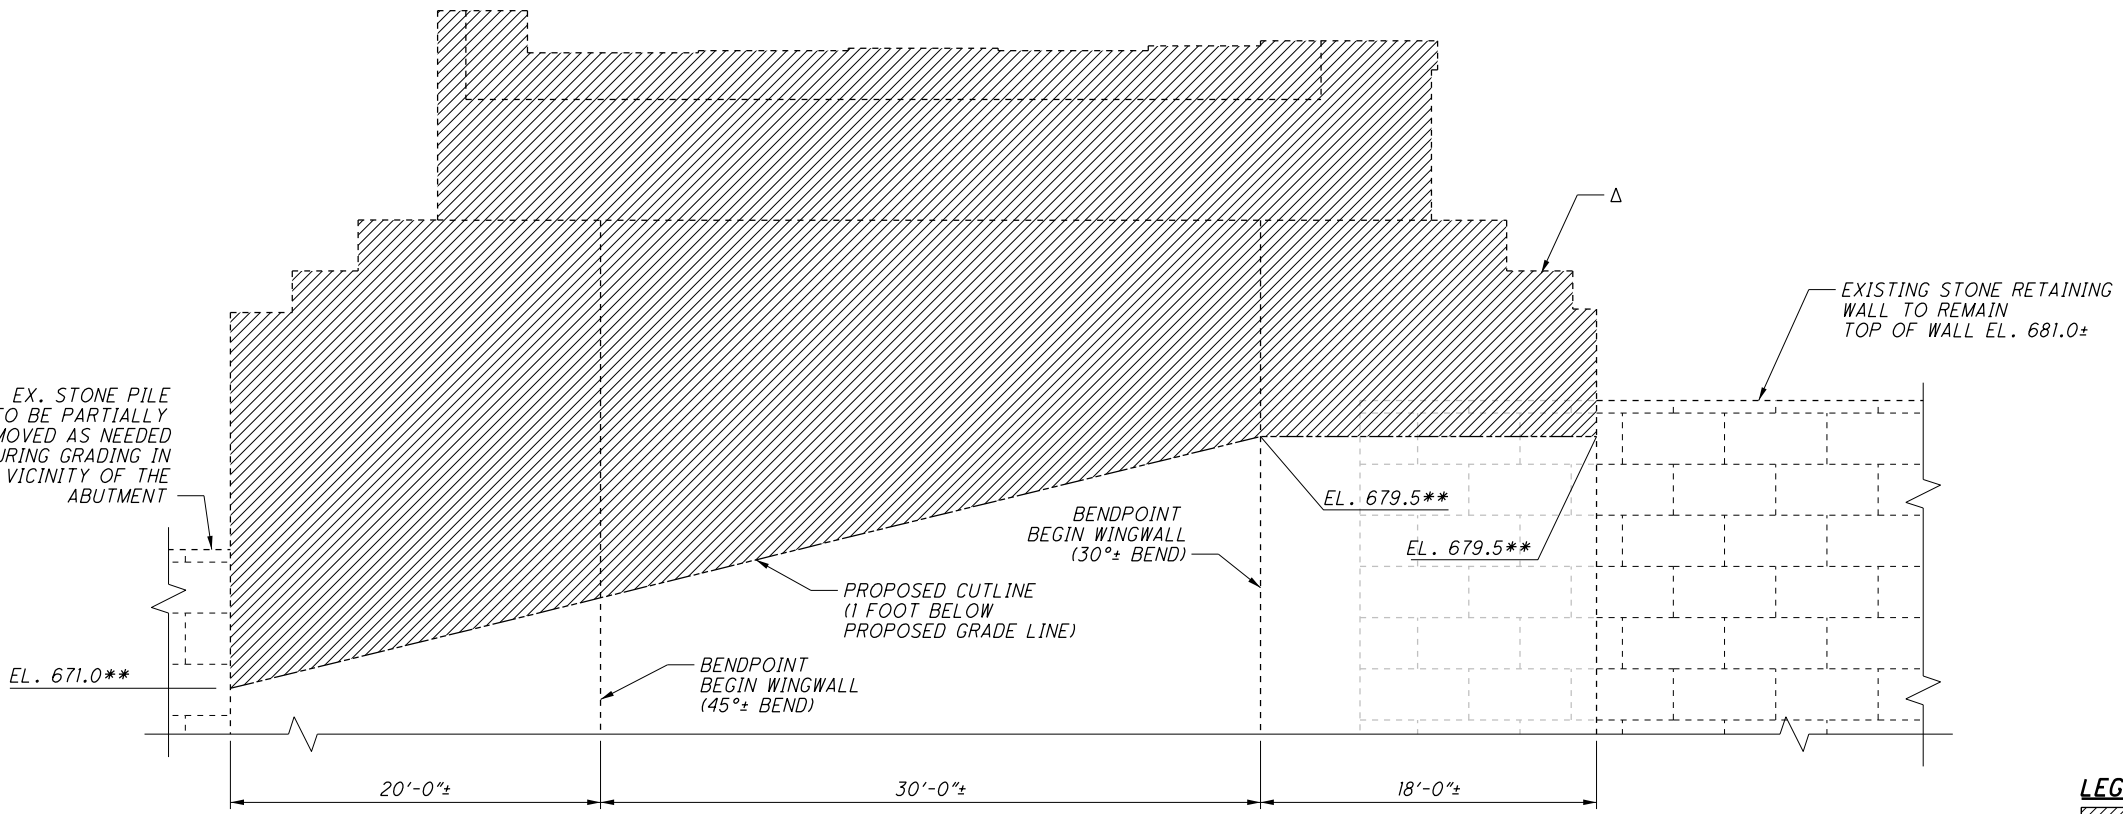 Δ
EXISTING STONE RETAINING
WALL TO REMAIN
TOP OF WALL EL. 681.0±
EX. STONE PILE
TO BE PARTIALLY
MOVED AS NEEDED
URING GRADING IN
VICINITY OF THE
ABUTMENT
EL. 679.5**
BENDPOINT
BEGIN WINGWALL
(30°± BEND)
EL. 679.5**
PROPOSED CUTLINE
(1 FOOT BELOW
PROPOSED GRADE LINE)
EL. 671.0**
BENDPOINT
BEGIN WINGWALL
(45°± BEND)
20'-0"±
30'-0"±
18'-0"±
LEG